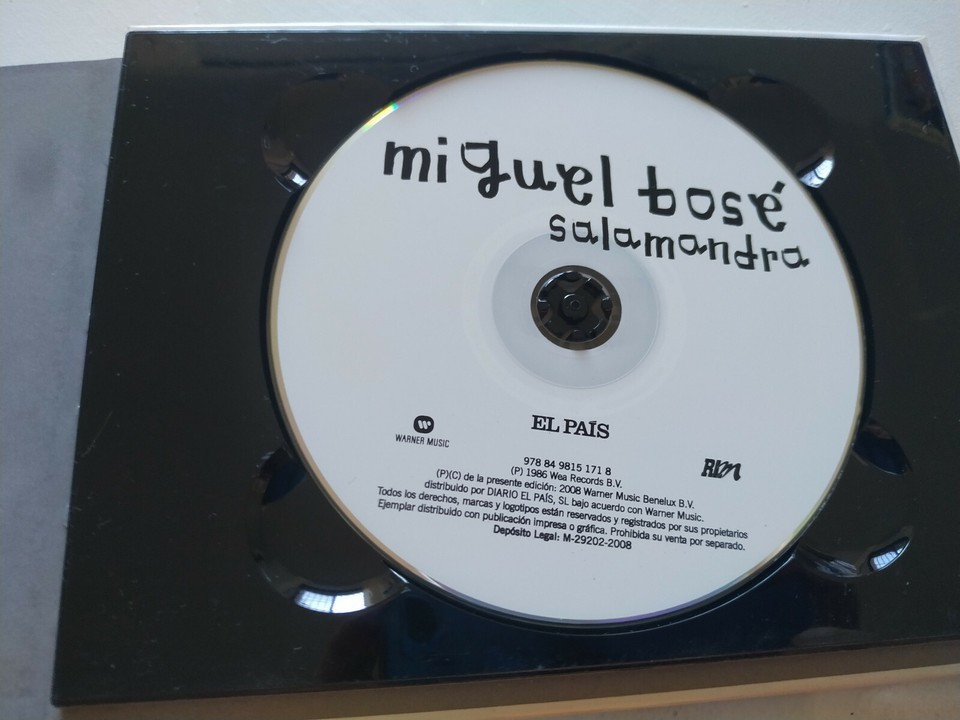 miguel bosé
salamandra
WARNER MUSIC
EL PAÍS
RDM
978 84 9815 171 8
(P) 1986 Wea Records B.V.
(P)(C) de la presente edición: 2008 Warner Music Benelux B.V.
distribuido por DIARIO EL PAÍS, SL bajo acuerdo con Warner Music.
Todos los derechos, marcas y logotipos están reservados y registrados por sus propietarios
Ejemplar distribuido con publicación impresa o gráfica. Prohibida su venta por separado.
Depósito Legal: M-29202-2008